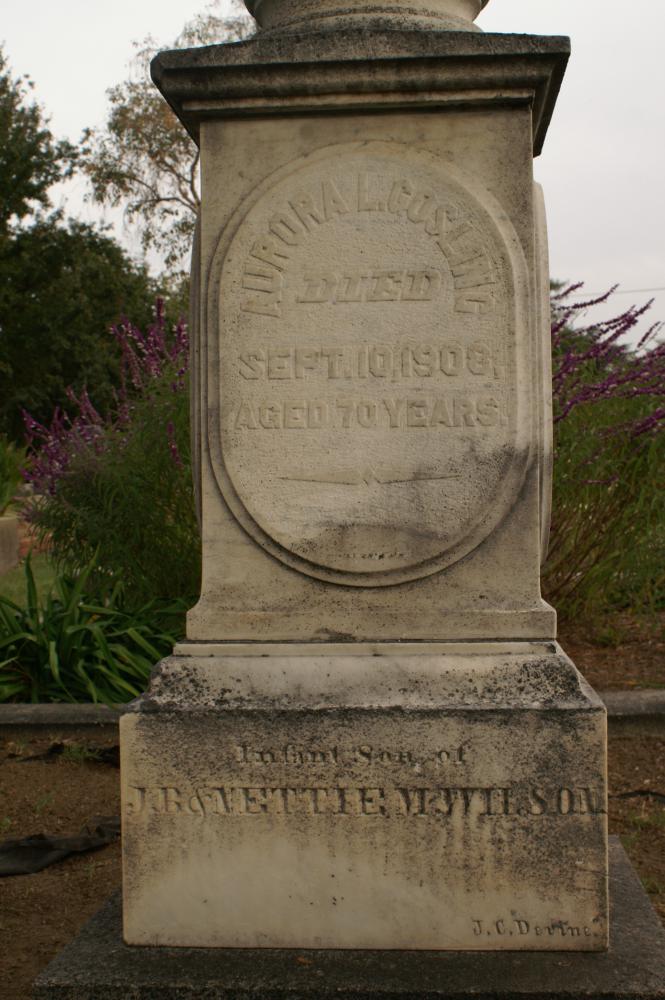 AURORA L. GOSLING
DIED
SEPT. 10, 1908,
AGED 70 YEARS.
Infant Son of
J.B & NETTIE M. WILSON
J.C. Devine.